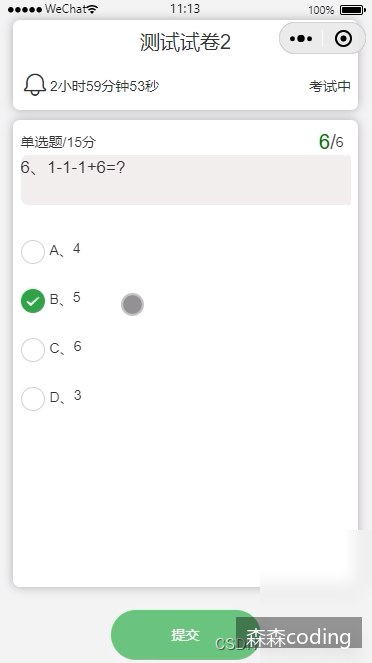 WeChat 11:13 100%
测试试卷2
2小时59分钟53秒 考试中
单选题/15分 6/6
6、1-1-1+6=?
A、4
B、5
C、6
D、3
提交
森森coding